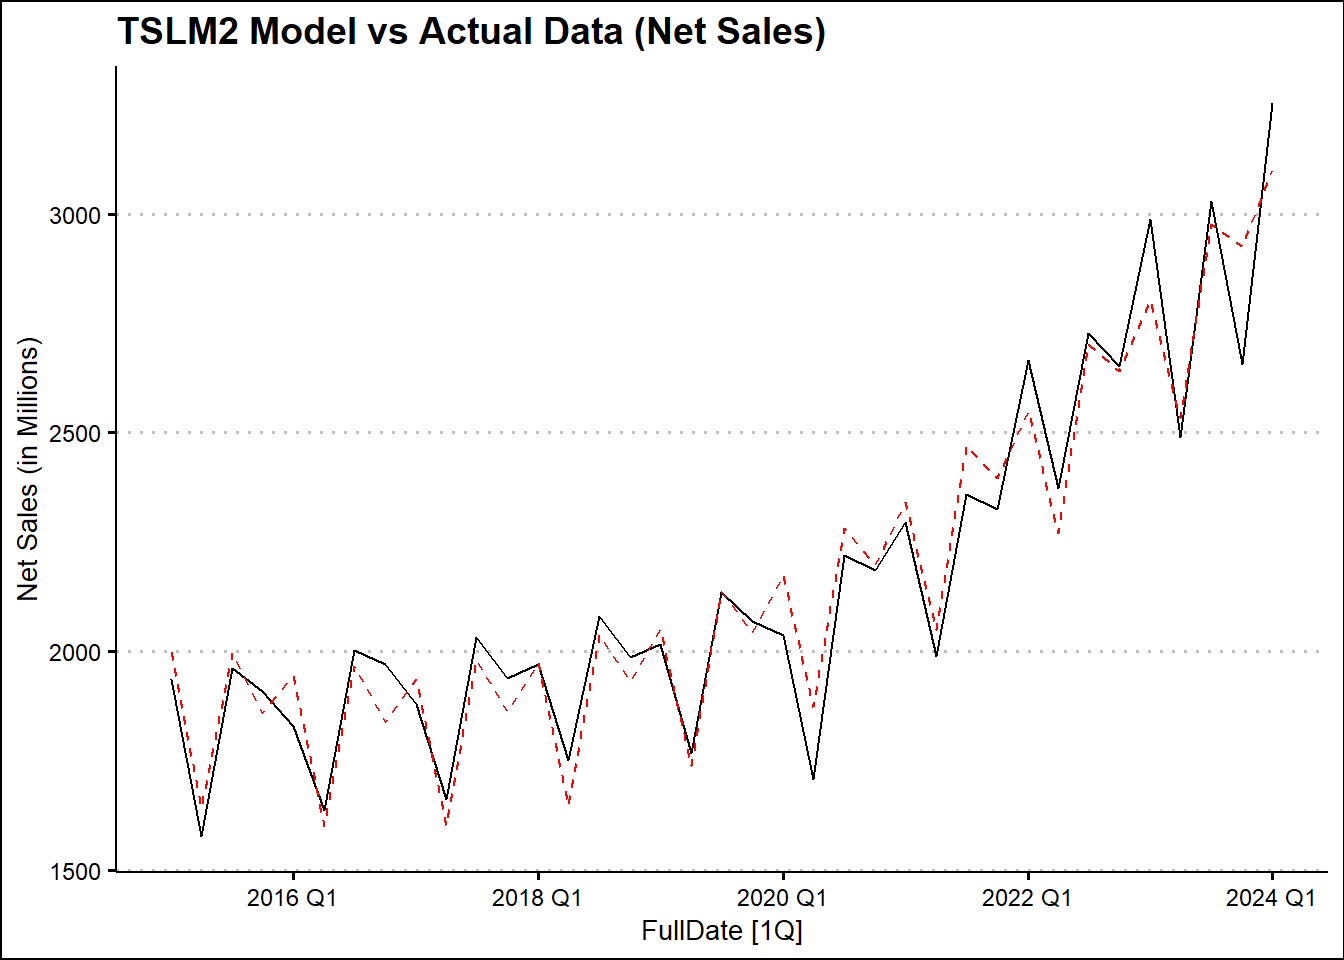 TSLM2 Model vs Actual Data (Net Sales)
Net Sales (in Millions)
3000
2500
2000
1500
2016 Q1
2018 Q1
2020 Q1
2022 Q1
2024 Q1
FullDate [1Q]